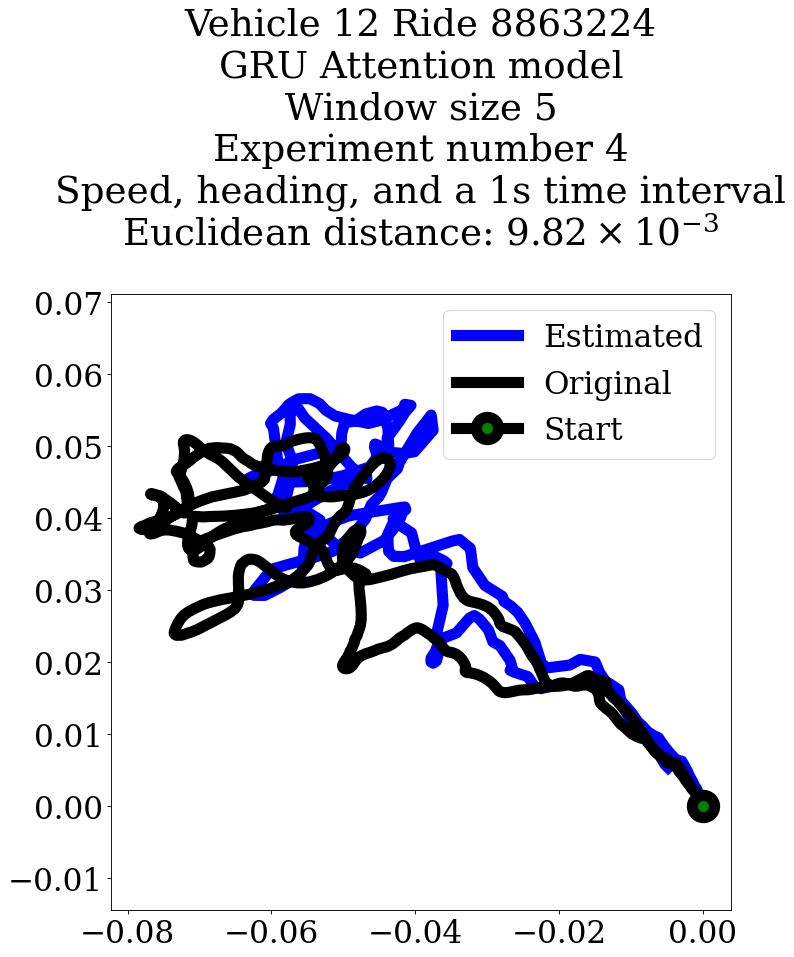 Vehicle 12 Ride 8863224
GRU Attention model
Window size 5
Experiment number 4
Speed, heading, and a 1s time interval
Euclidean distance: 9.82 × 10⁻³
0.07
0.06
0.05
0.04
0.03
0.02
0.01
0.00
−0.01
Estimated
Original
Start
−0.08 −0.06 −0.04 −0.02 0.00